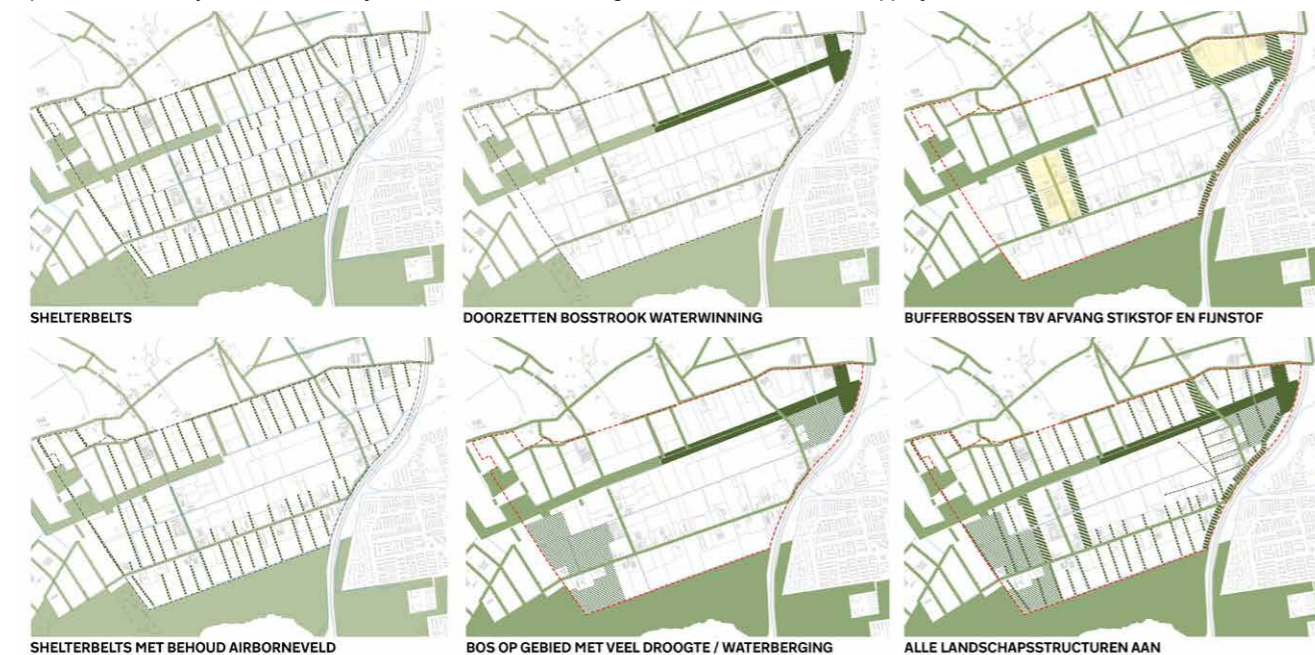 SHELTERBELTS
DOORZETTEN BOSSTROOK WATERWINNING
BUFFERBOSSEN TBV AFVANG STIKSTOF EN FIJNSTOF
SHELTERBELTS MET BEHOUD AIRBORNEVELD
BOS OP GEBIED MET VEEL DROOGTE / WATERBERGING
ALLE LANDSCHAPSSTRUCTUREN AAN